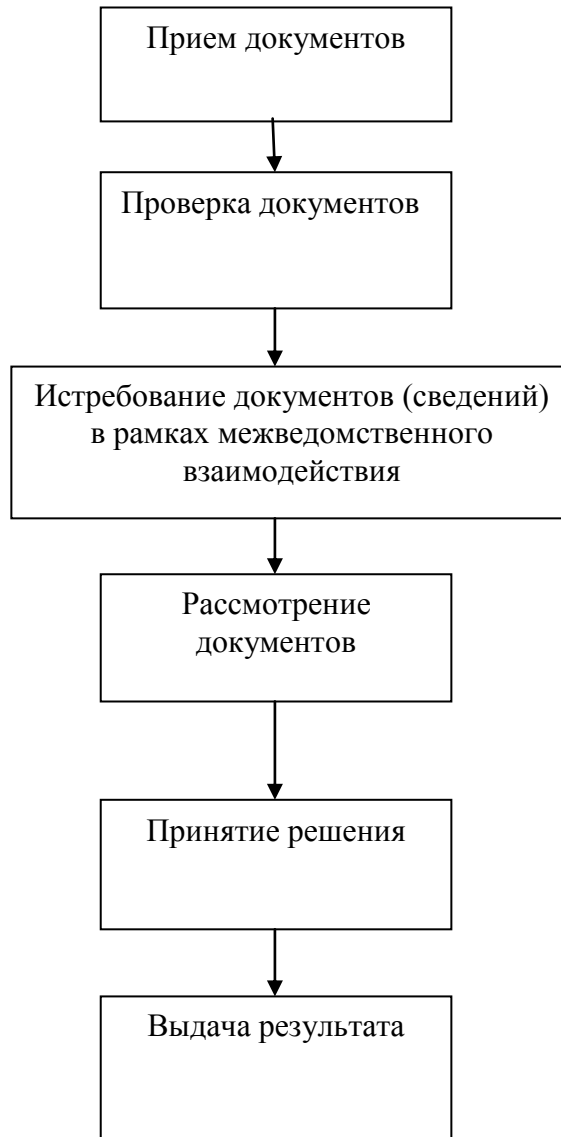 Прием документов
Проверка документов
Истребование документов (сведений)
в рамках межведомственного
взаимодействия
Рассмотрение
документов
Принятие решения
Выдача результата